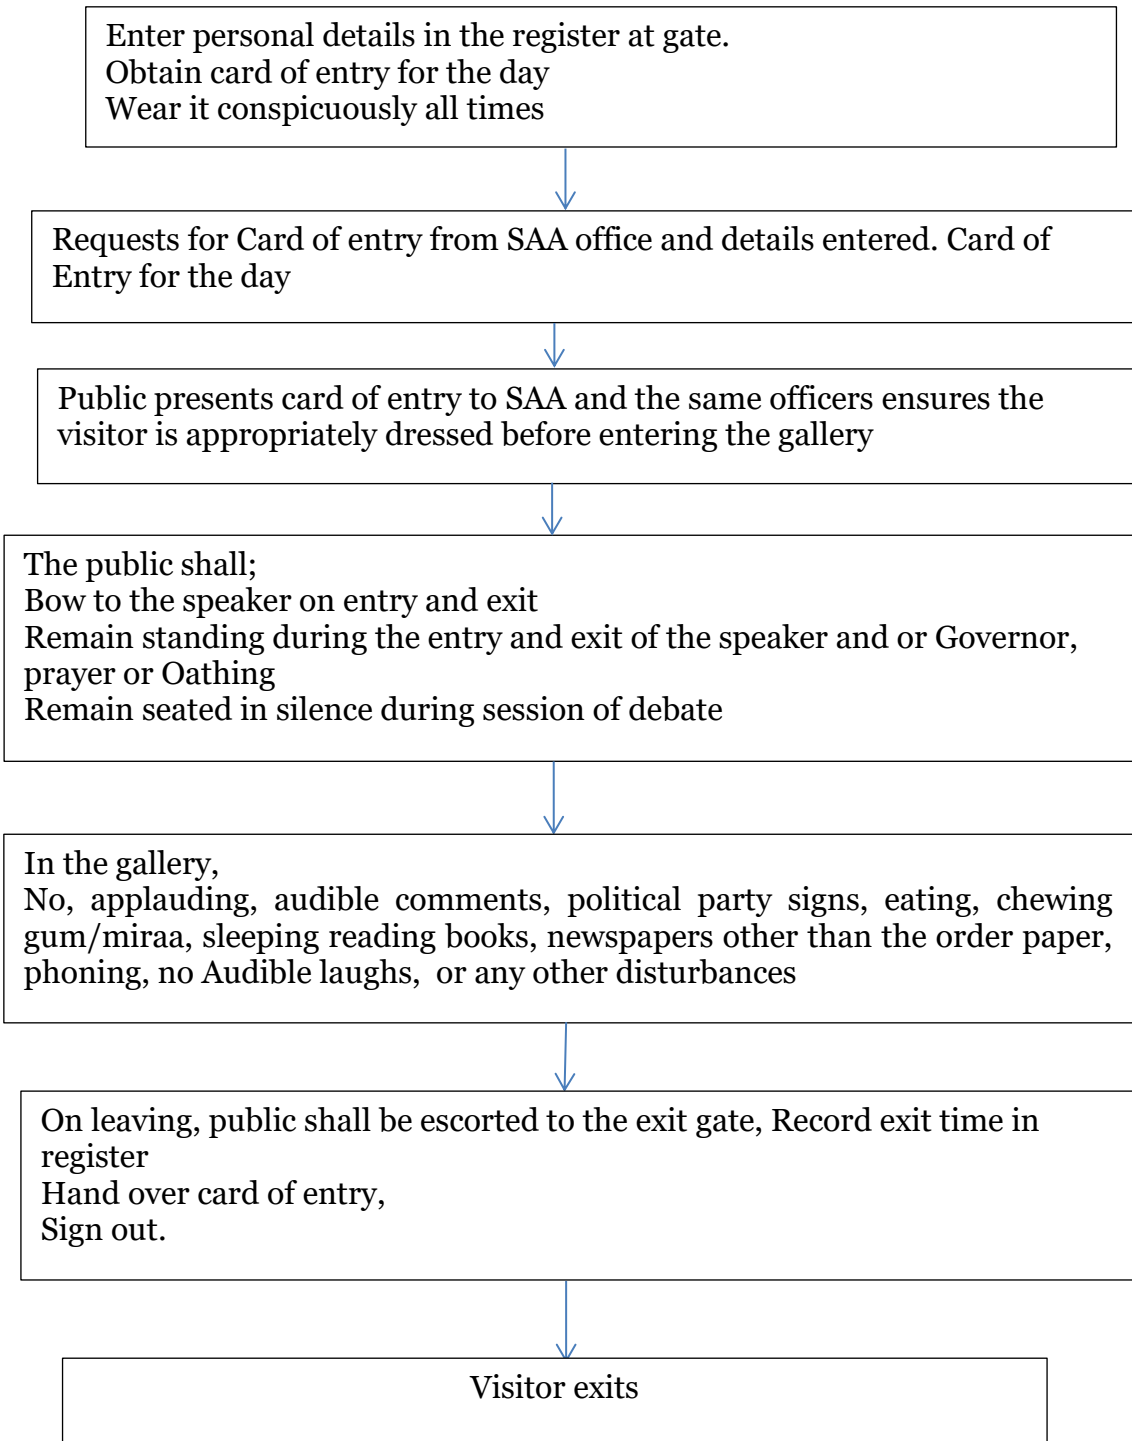 Enter personal details in the register at gate.
Obtain card of entry for the day
Wear it conspicuously all times
Requests for Card of entry from SAA office and details entered. Card of
Entry for the day
Public presents card of entry to SAA and the same officers ensures the
visitor is appropriately dressed before entering the gallery
The public shall;
Bow to the speaker on entry and exit
Remain standing during the entry and exit of the speaker and or Governor,
prayer or Oathing
Remain seated in silence during session of debate
In the gallery,
No, applauding, audible comments, political party signs, eating, chewing
gum/miraa, sleeping reading books, newspapers other than the order paper,
phoning, no Audible laughs,  or any other disturbances
On leaving, public shall be escorted to the exit gate, Record exit time in
register
Hand over card of entry,
Sign out.
Visitor exits